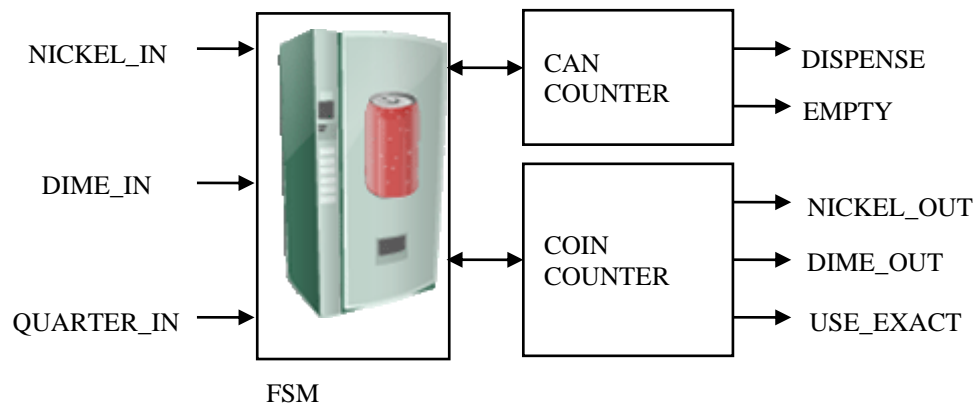 NICKEL_IN
DIME_IN
QUARTER_IN
FSM
CAN
COUNTER
DISPENSE
EMPTY
COIN
COUNTER
NICKEL_OUT
DIME_OUT
USE_EXACT